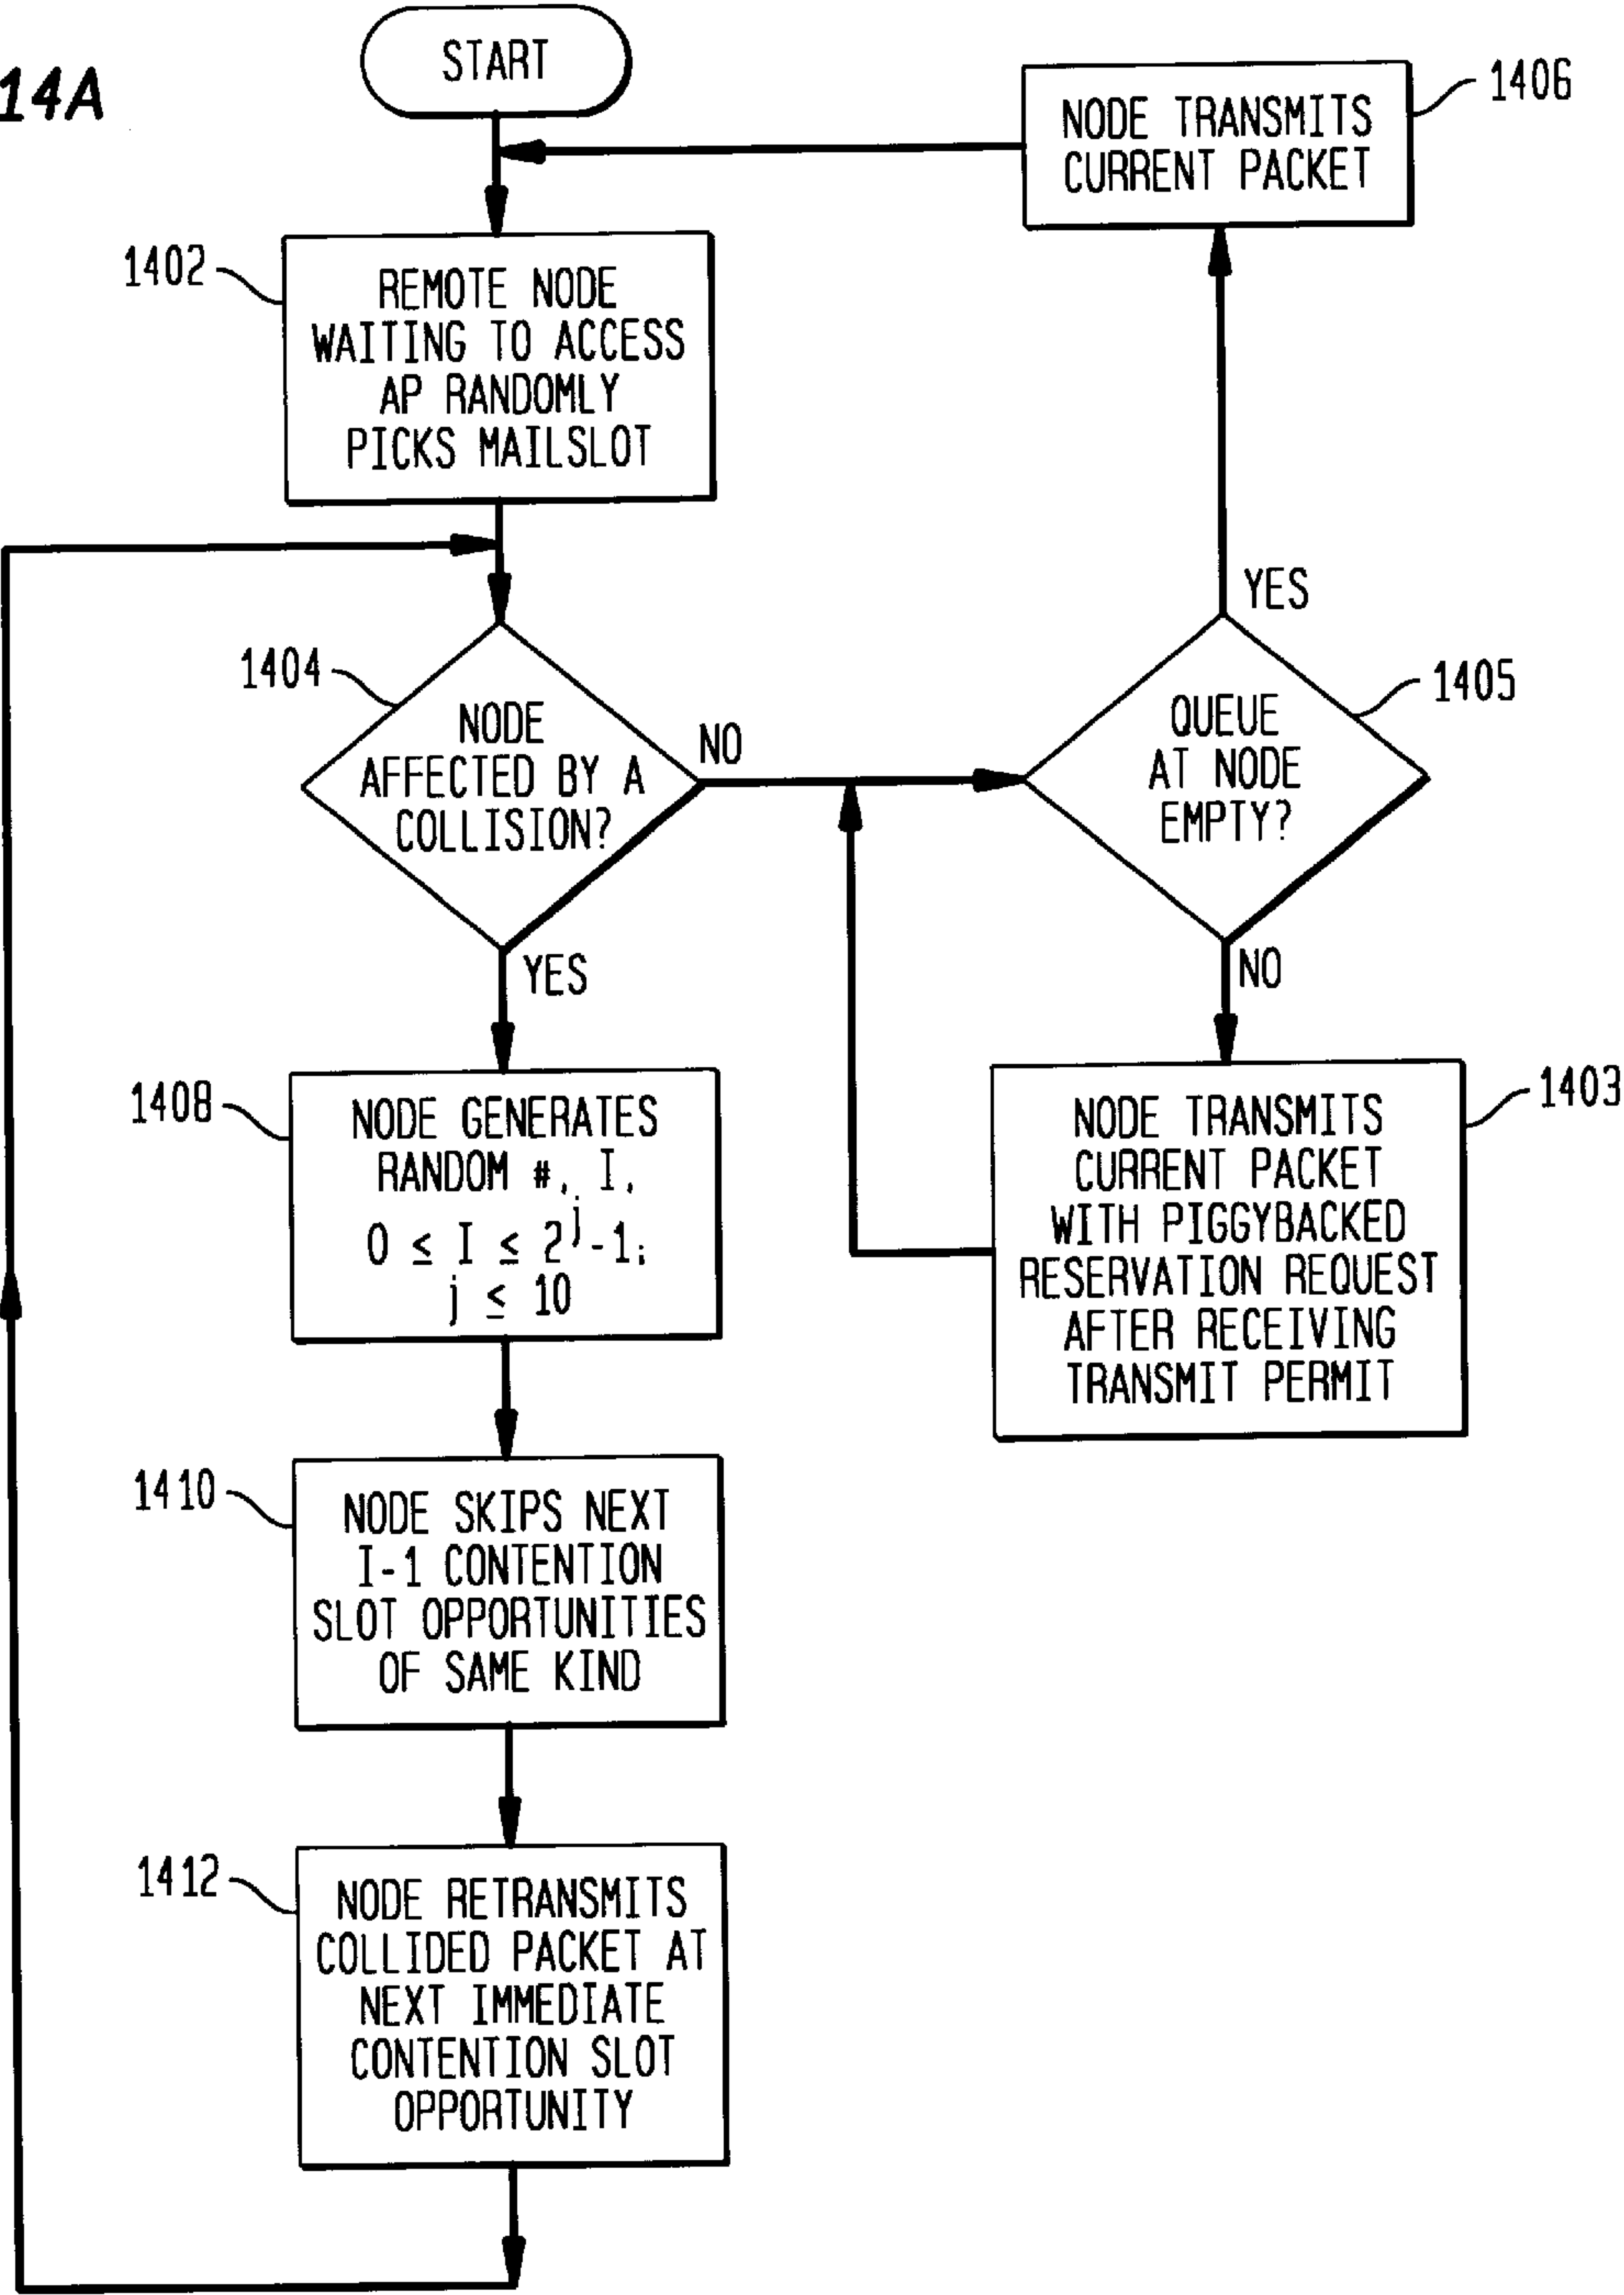 14A
START
1406
NODE TRANSMITS
CURRENT PACKET
1402
REMOTE NODE
WAITING TO ACCESS
AP RANDOMLY
PICKS MAILSLOT
YES
1404
NODE
AFFECTED BY A
COLLISION?
NO
1405
QUEUE
AT NODE
EMPTY?
YES
NO
1408
NODE GENERATES
RANDOM #, I,
0 ≤ I ≤ 2^j-1;
j ≤ 10
1403
NODE TRANSMITS
CURRENT PACKET
WITH PIGGYBACKED
RESERVATION REQUEST
AFTER RECEIVING
TRANSMIT PERMIT
1410
NODE SKIPS NEXT
I-1 CONTENTION
SLOT OPPORTUNITIES
OF SAME KIND
1412
NODE RETRANSMITS
COLLIDED PACKET AT
NEXT IMMEDIATE
CONTENTION SLOT
OPPORTUNITY